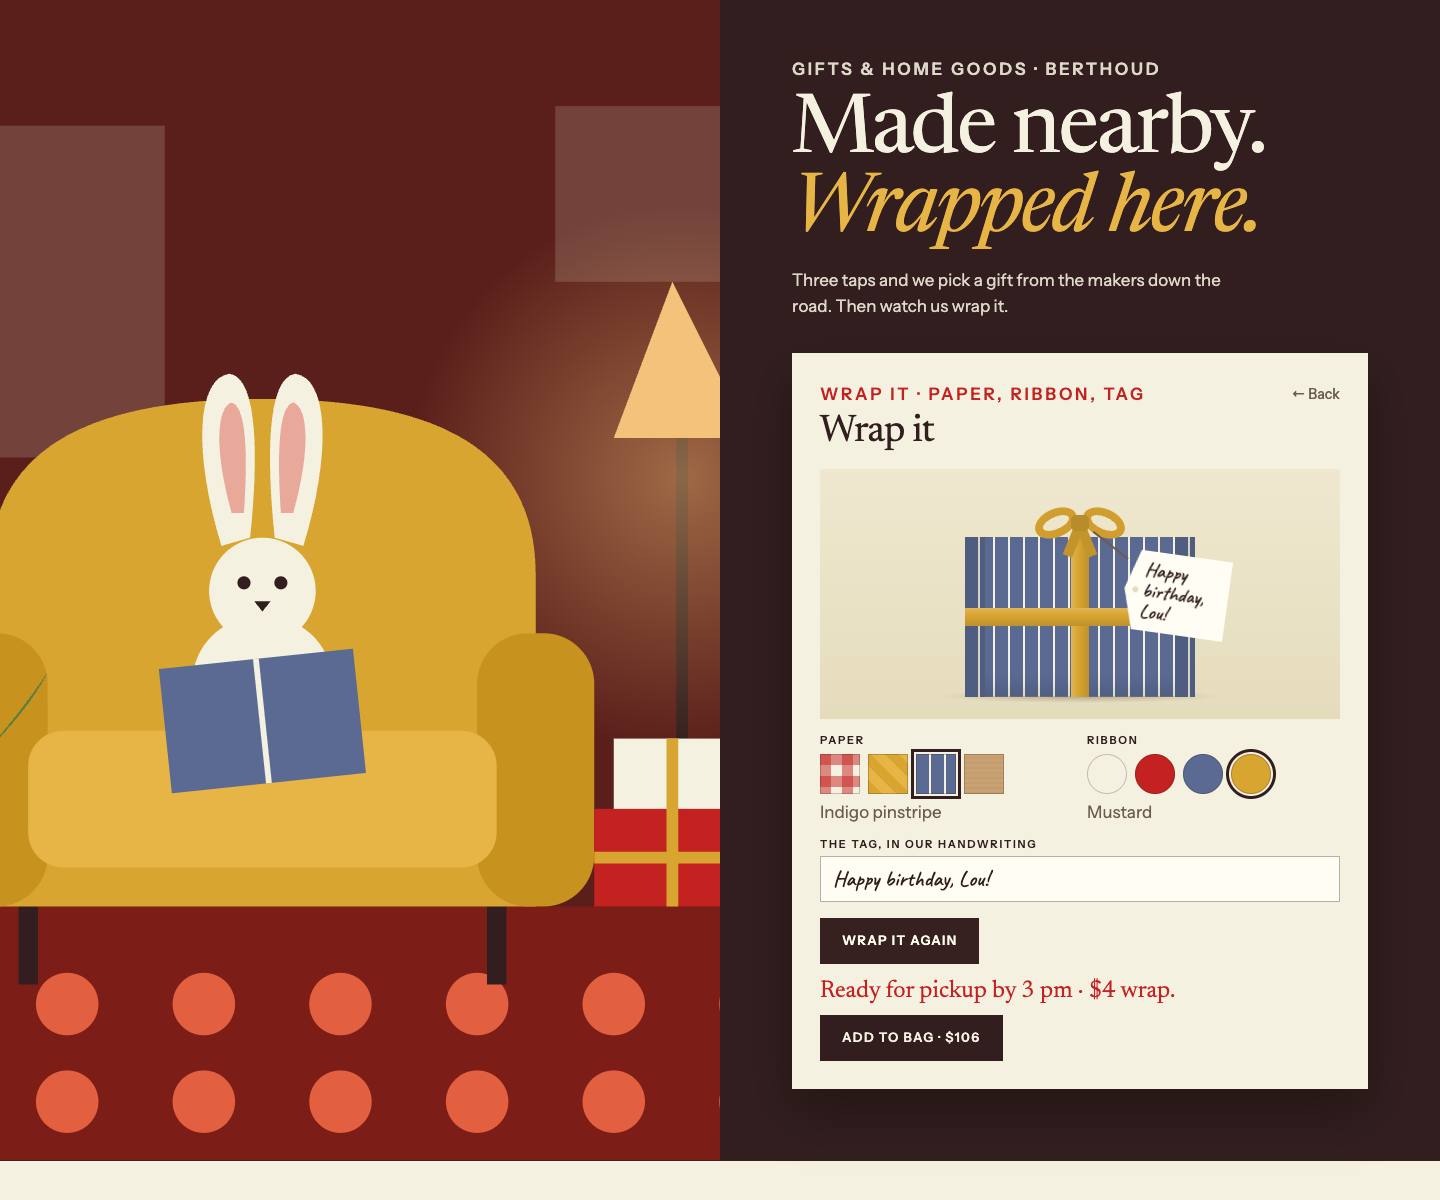 GIFTS & HOME GOODS · BERTHOUD
Made nearby.
Wrapped here.
Three taps and we pick a gift from the makers down the
road. Then watch us wrap it.
WRAP IT · PAPER, RIBBON, TAG
← Back
Wrap it
Happy
birthday,
Lou!
PAPER
RIBBON
Indigo pinstripe
Mustard
THE TAG, IN OUR HANDWRITING
Happy birthday, Lou!
WRAP IT AGAIN
Ready for pickup by 3 pm · $4 wrap.
ADD TO BAG · $106